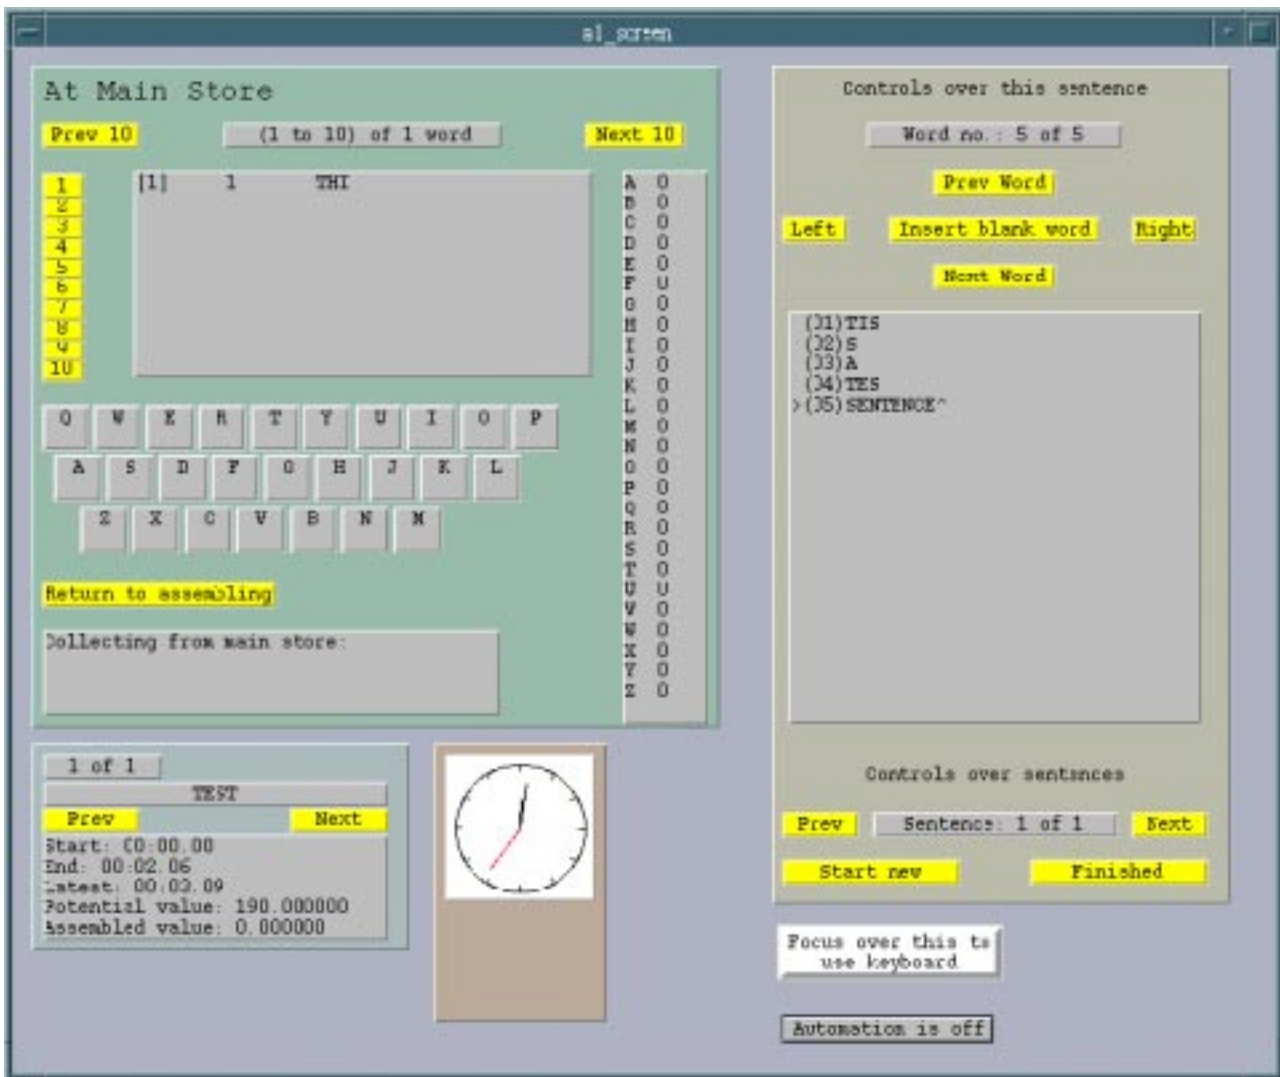 a1_screen
At Main Store
Prev 10
(1 to 10) of 1 word
Next 10
1
2
3
4
5
6
7
8
9
10
[1] 1 THI
A 0
B 0
C 0
D 0
E 0
F 0
G 0
H 0
I 0
J 0
K 0
L 0
M 0
N 0
O 0
P 0
Q 0
R 0
S 0
T 0
U 0
V 0
W 0
X 0
Y 0
Z 0
Q W E R T Y U I O P
A S D F G H J K L
Z X C V B N M
Return to assembling
Collecting from main store:
1 of 1
TEST
Prev
Next
Start: 00:00.00
End: 00:02.06
Latest: 00:03.09
Potential value: 190.000000
Assembled value: 0.000000
Controls over this sentence
Word no.: 5 of 5
Prev Word
Left
Insert blank word
Right
Next Word
(01)TIS
(02)S
(03)A
(04)TES
>(05)SENTENCE^
Controls over sentences
Prev
Sentence: 1 of 1
Next
Start new
Finished
Focus over this to
use keyboard
Automation is off